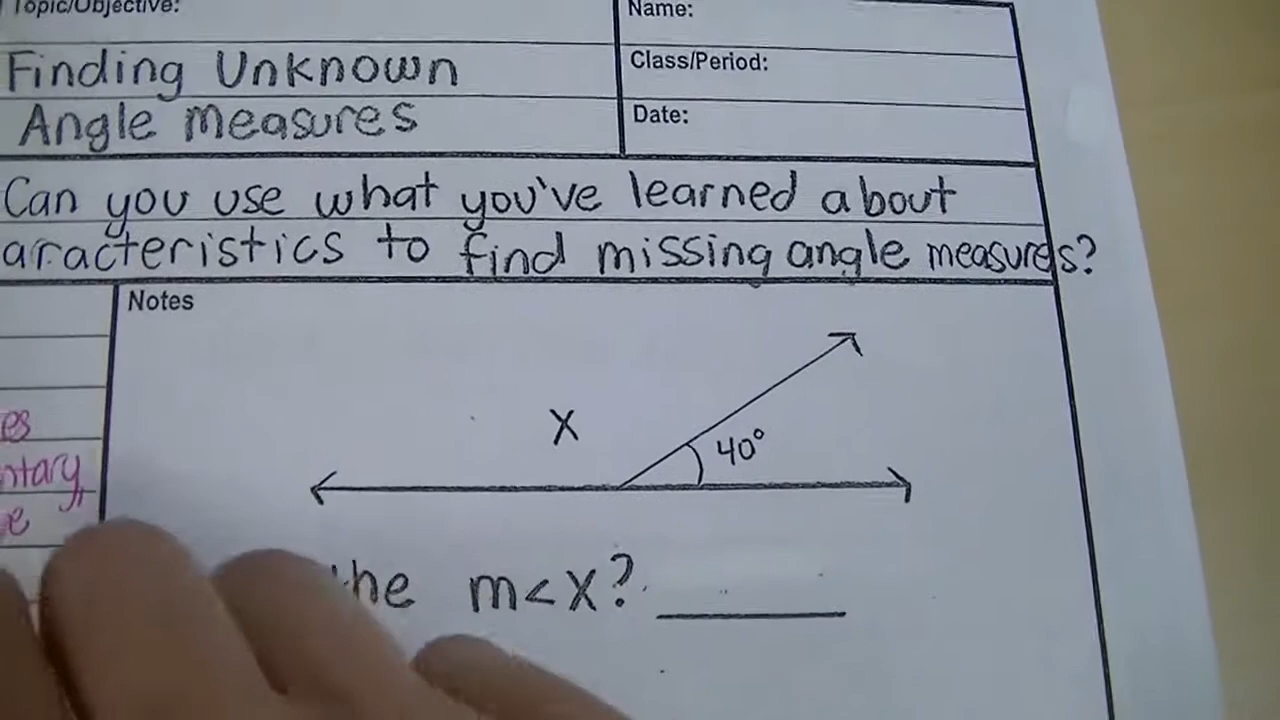 Topic/Objective:
Name:
Finding Unknown
Class/Period:
Angle measures
Date:
Can you use what you've learned about
aracteristics to find missing angle measures?
Notes
es
X
40°
ntary,
e
the m<X?